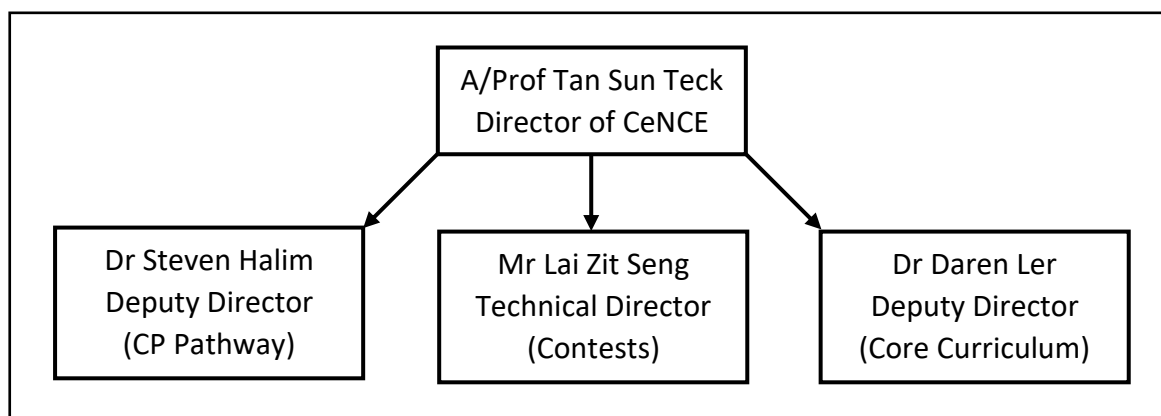 A/Prof Tan Sun Teck
Director of CeNCE
Dr Steven Halim
Deputy Director
(CP Pathway)
Mr Lai Zit Seng
Technical Director
(Contests)
Dr Daren Ler
Deputy Director
(Core Curriculum)